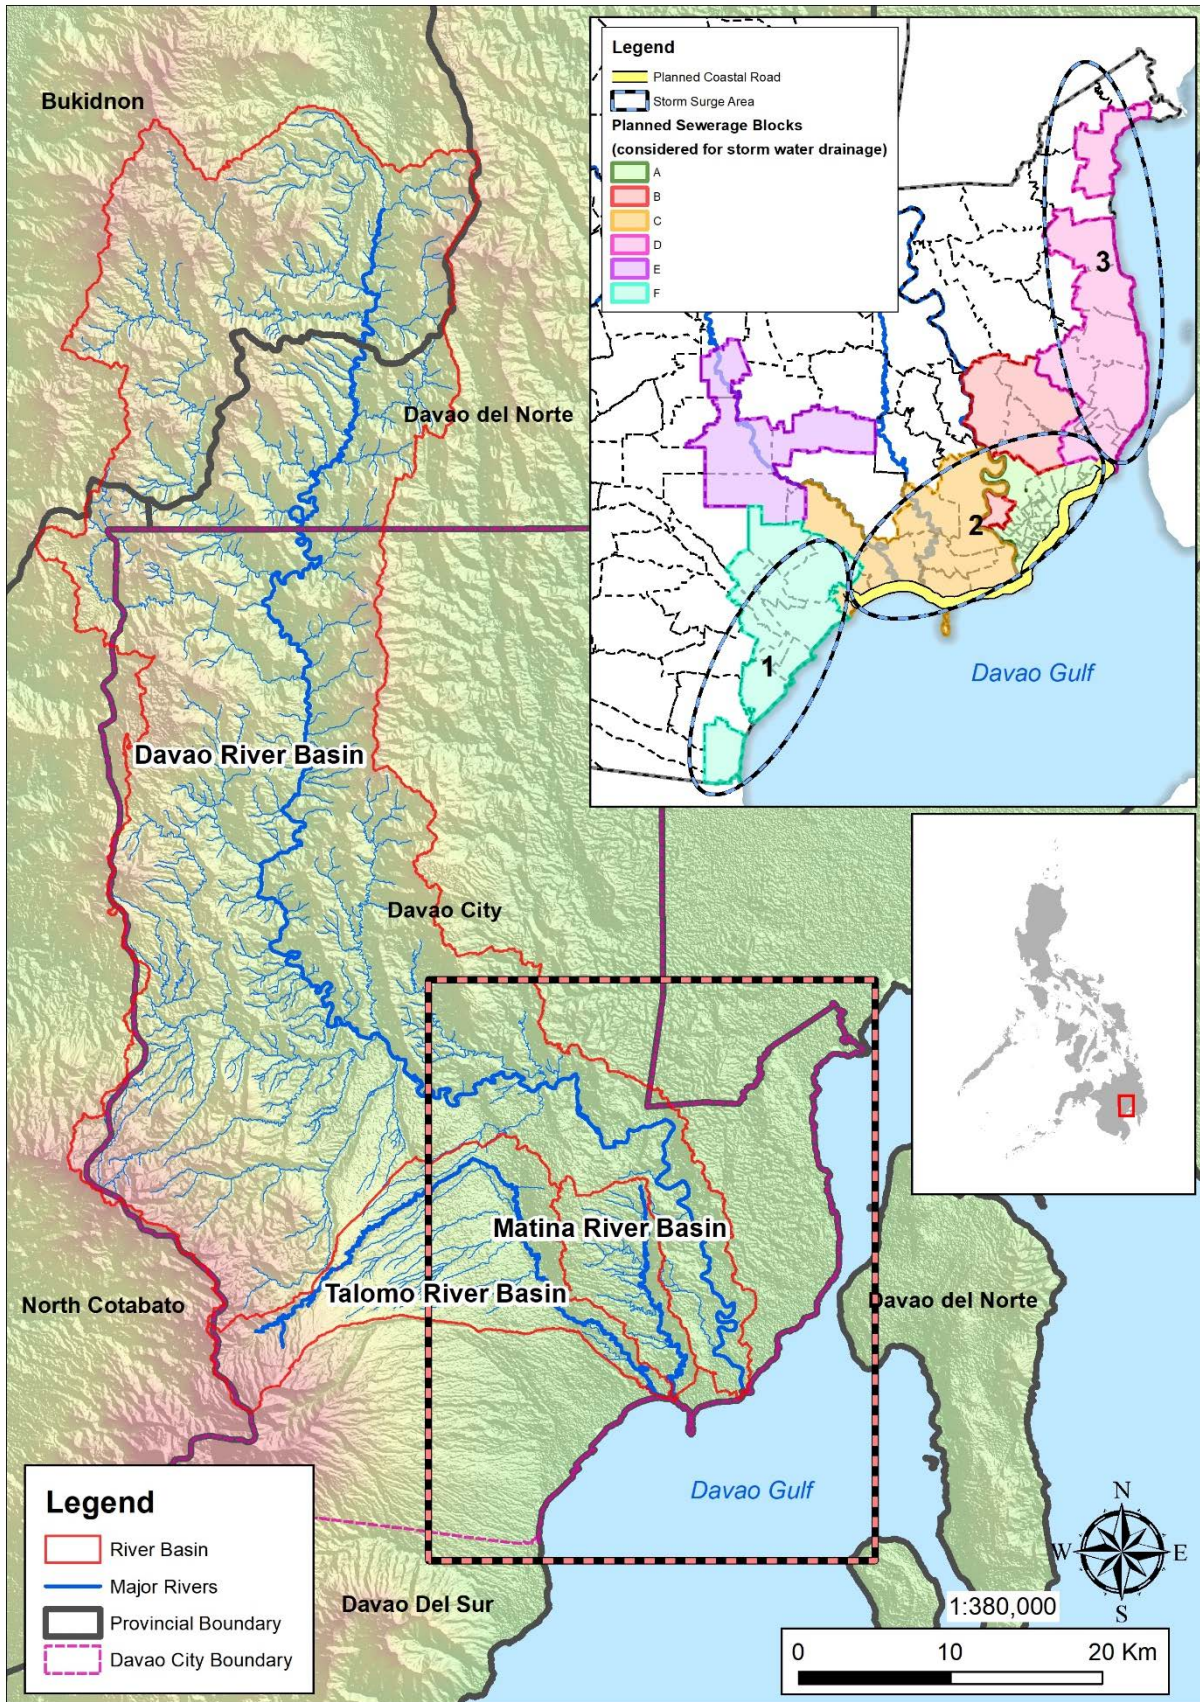 Bukidnon
Legend
Planned Coastal Road
Storm Surge Area
Planned Sewerage Blocks
(considered for storm water drainage)
A
B
C
D
E
F
3
2
1
Davao Gulf
Davao del Norte
Davao River Basin
Davao City
Matina River Basin
Talomo River Basin
North Cotabato
Davao del Norte
Davao Gulf
Davao Del Sur
Legend
River Basin
Major Rivers
Provincial Boundary
Davao City Boundary
N
W
E
S
1:380,000
0 10 20 Km